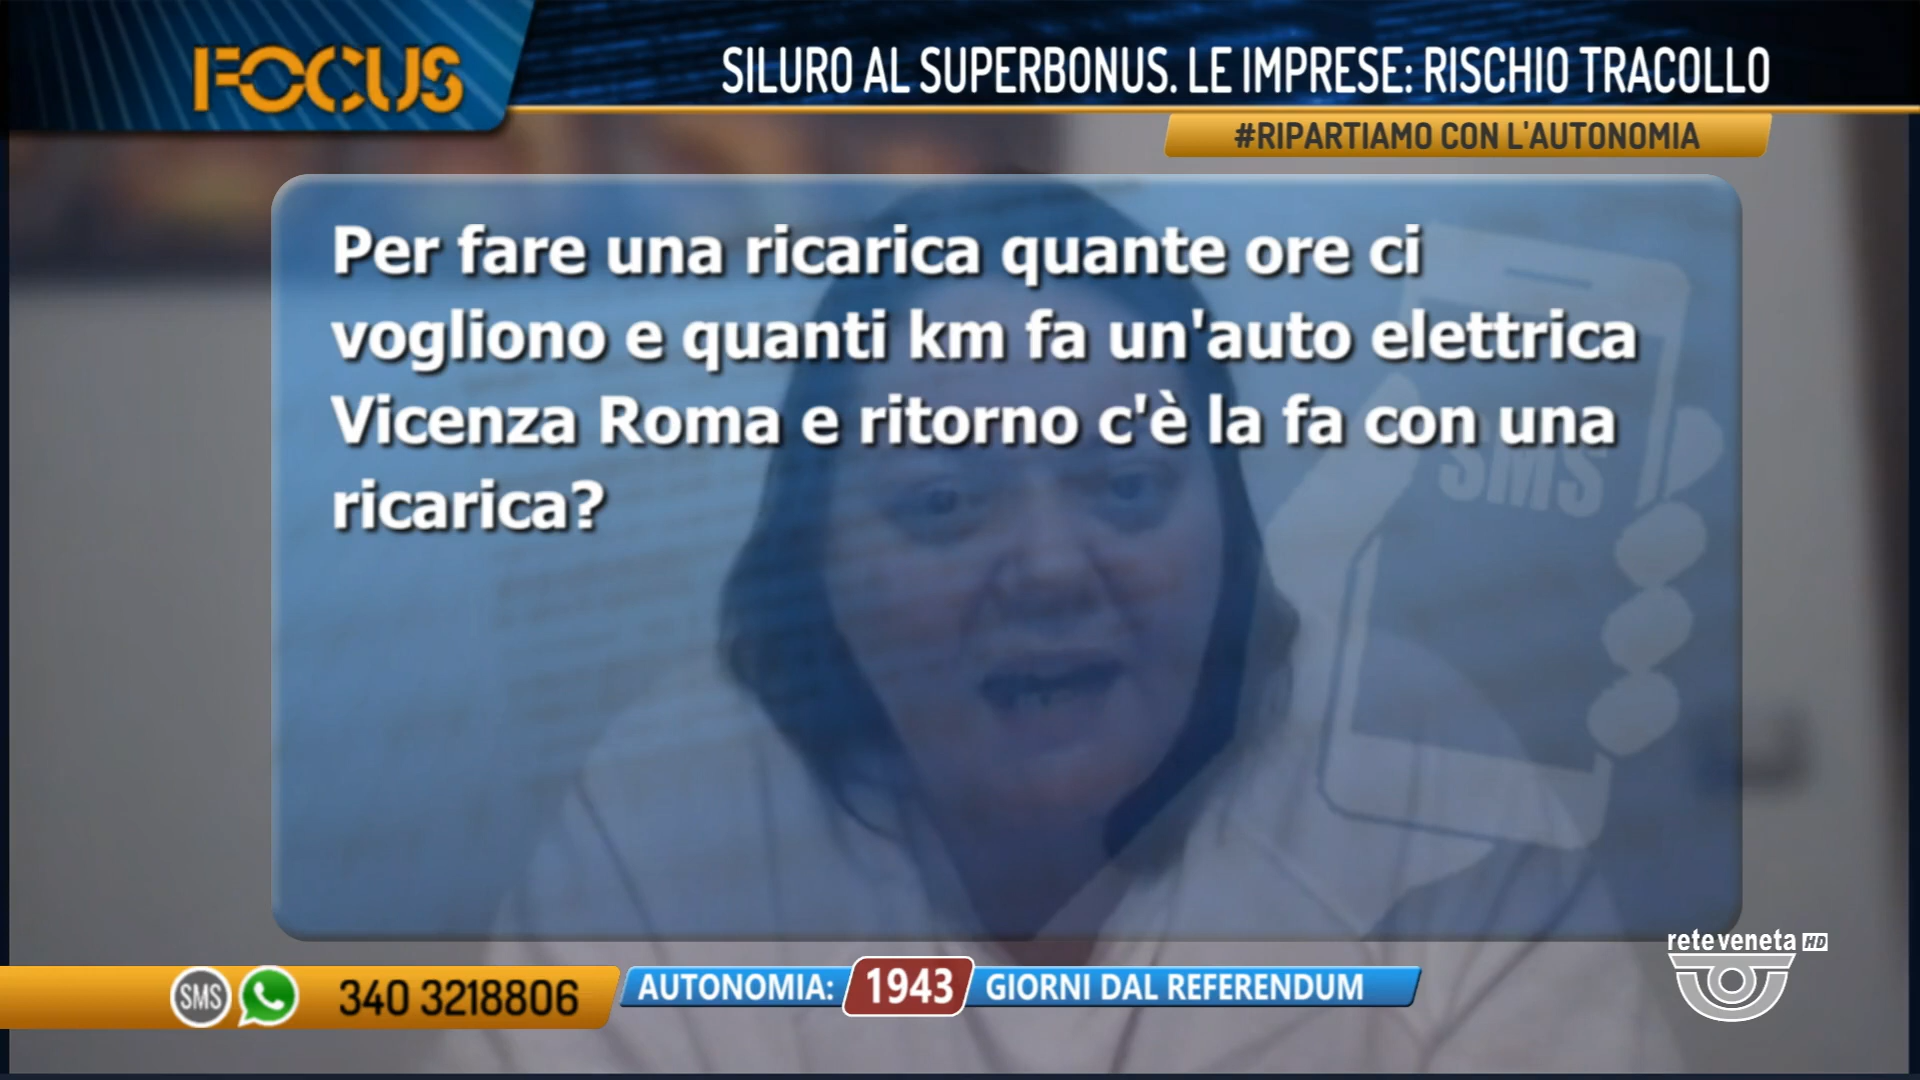 FOCUS
SILURO AL SUPERBONUS. LE IMPRESE: RISCHIO TRACOLLO
#RIPARTIAMO CON L'AUTONOMIA
Per fare una ricarica quante ore ci
vogliono e quanti km fa un'auto elettrica
Vicenza Roma e ritorno c'è la fa con una
ricarica?
SMS
reteveneta HD
SMS 340 3218806
AUTONOMIA: 1943 GIORNI DAL REFERENDUM